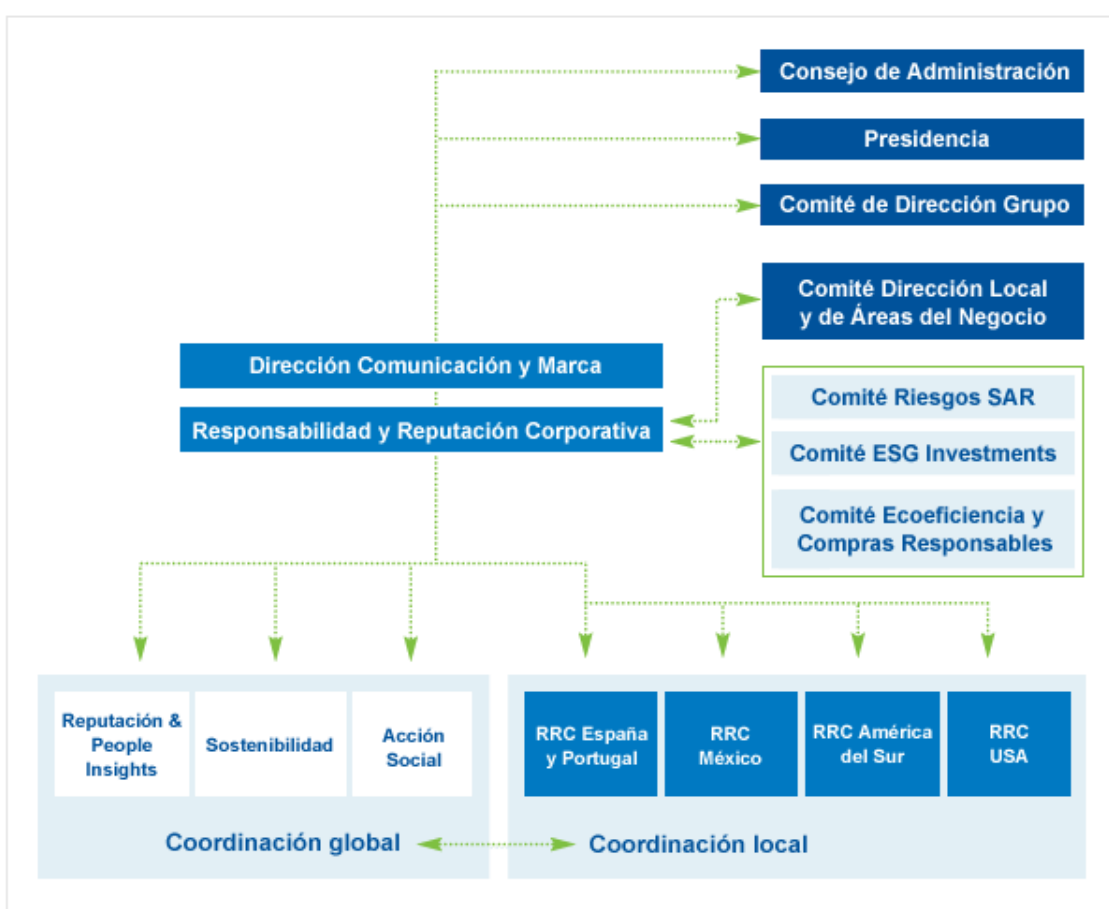 Consejo de Administración
Presidencia
Comité de Dirección Grupo
Comité Dirección Local
y de Áreas del Negocio
Dirección Comunicación y Marca
Responsabilidad y Reputación Corporativa
Comité Riesgos SAR
Comité ESG Investments
Comité Ecoeficiencia y
Compras Responsables
Reputación &
People
Insights
Sostenibilidad
Acción
Social
RRC España
y Portugal
RRC
México
RRC América
del Sur
RRC
USA
Coordinación global
Coordinación local